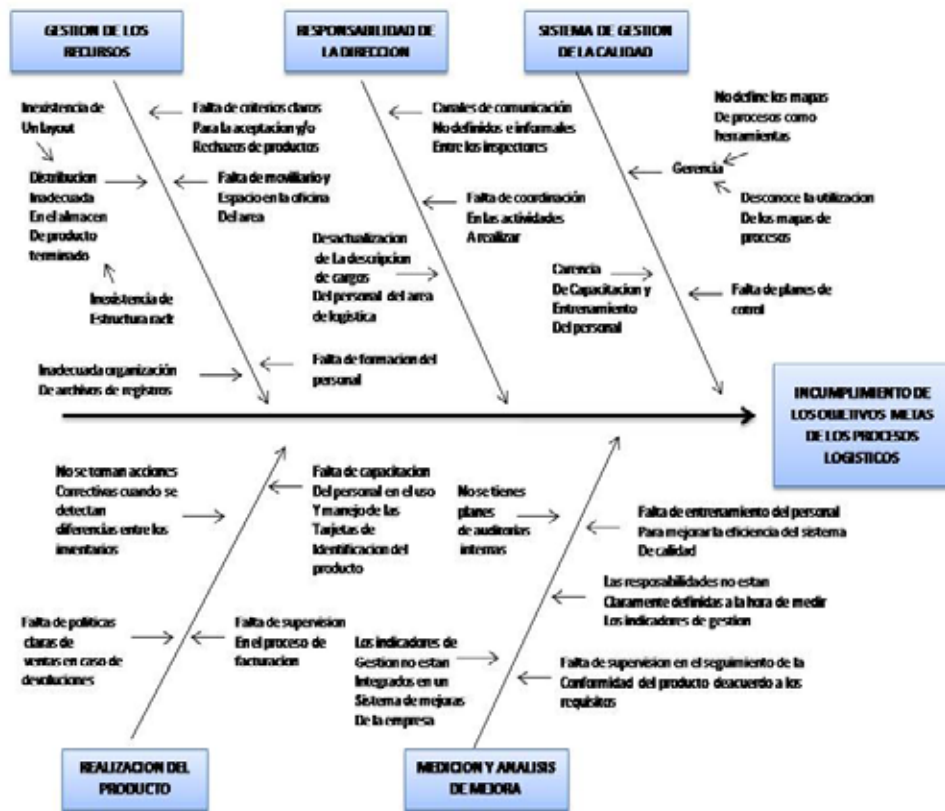 GESTION DE LOS
RECURSOS
RESPONSABILIDAD DE
LA DIRECCION
SISTEMA DE GESTION
DE LA CALIDAD
Inexistencia de
Un layout
Falta de criterios claros
Para la aceptacion y/o
Rechazos de productos
Distribucion
Inadecuada
En el almacen
De producto
terminado
Falta de moviliario y
Espacio en la oficina
Del area
Inexistencia de
Estructura rack
Inadecuada organización
De archivos de registros
Falta de formacion del
personal
Canales de comunicación
No definidos e informales
Entre los inspectores
Falta de coordinación
En las actividades
A realizar
Desactualizacion
de La descripcion
de cargos
Del personal del area
de logistica
No define los mapas
De procesos como
herramientas
Gerencia
Desconoce la utilizacion
De los mapas de
procesos
Carencia
De Capacitacion y
Entrenamiento
Del personal
Falta de planes de
cotrol
INCUMPLIMIENTO DE
LOS OBJETIVOS METAS
DE LOS PROCESOS
LOGISTICOS
No se toman acciones
Correctivas cuando se
detectan
diferencias entre los
inventarios
Falta de capacitacion
Del personal en el uso
Y manejo de las
Tarjetas de
Identificacion del
producto
Falta de politicas
claras de
ventas en caso de
devoluciones
Falta de supervision
En el proceso de
facturacion
No se tienes
planes
de auditorias
internas
Falta de entrenamiento del personal
Para mejorar la eficiencia del sistema
De calidad
Las resposabilidades no estan
Claramente definidas a la hora de medir
Los indicadores de gestion
Los indicadores de
Gestion no estan
Integrados en un
Sistema de mejoras
De la empresa
Falta de supervision en el seguimiento de la
Conformidad del producto deacuerdo a los
requisitos
REALIZACION DEL
PRODUCTO
MEDICION Y ANALISIS
DE MEJORA